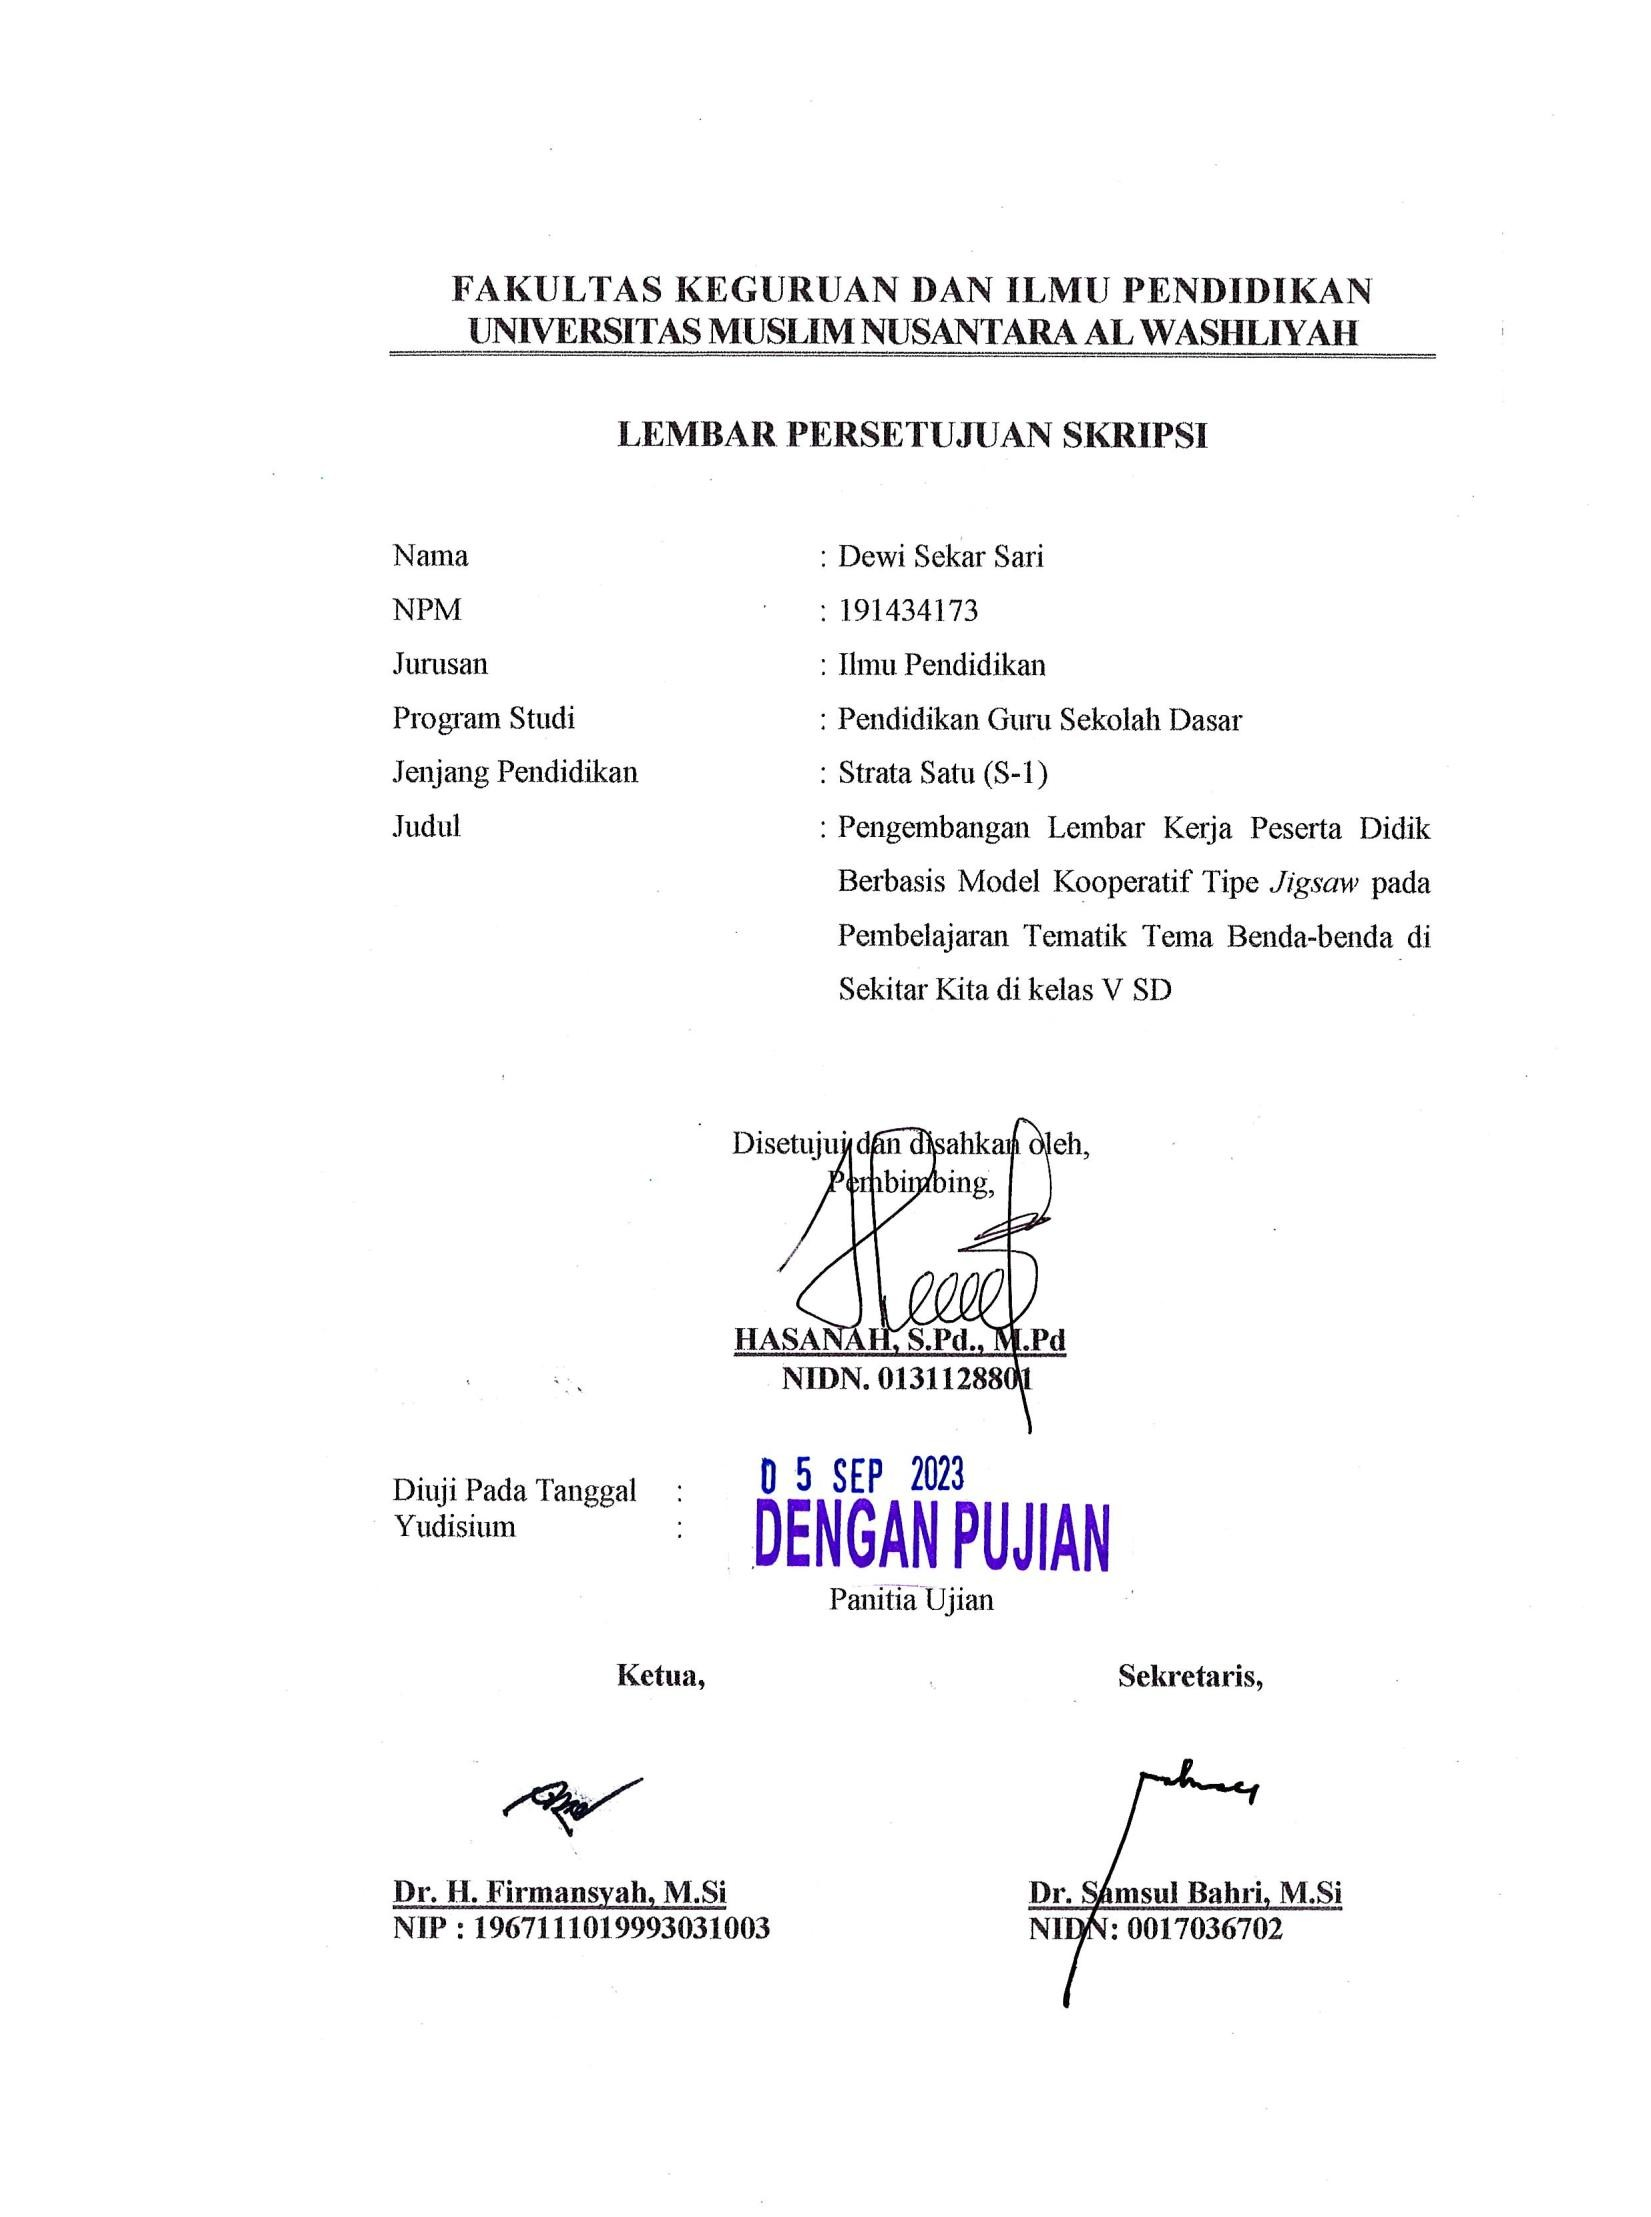 FAKULTAS KEGURUAN DAN ILMU PENDIDIKAN
UNIVERSITAS MUSLIM NUSANTARA AL WASHLIYAH
LEMBAR PERSETUJUAN SKRIPSI
Nama : Dewi Sekar Sari
NPM : 191434173
Jurusan : Ilmu Pendidikan
Program Studi : Pendidikan Guru Sekolah Dasar
Jenjang Pendidikan : Strata Satu (S-1)
Judul : Pengembangan Lembar Kerja Peserta Didik
Berbasis Model Kooperatif Tipe Jigsaw pada
Pembelajaran Tematik Tema Benda-benda di
Sekitar Kita di kelas V SD
Disetujui dan disahkan oleh,
Pembimbing,
HASANAH, S.Pd., M.Pd
NIDN. 0131128801
Diuji Pada Tanggal : 05 SEP 2023
Yudisium : DENGAN PUJIAN
Panitia Ujian
Ketua, Sekretaris,
Dr. H. Firmansyah, M.Si Dr. Samsul Bahri, M.Si
NIP : 1967111019993031003 NIDN: 0017036702